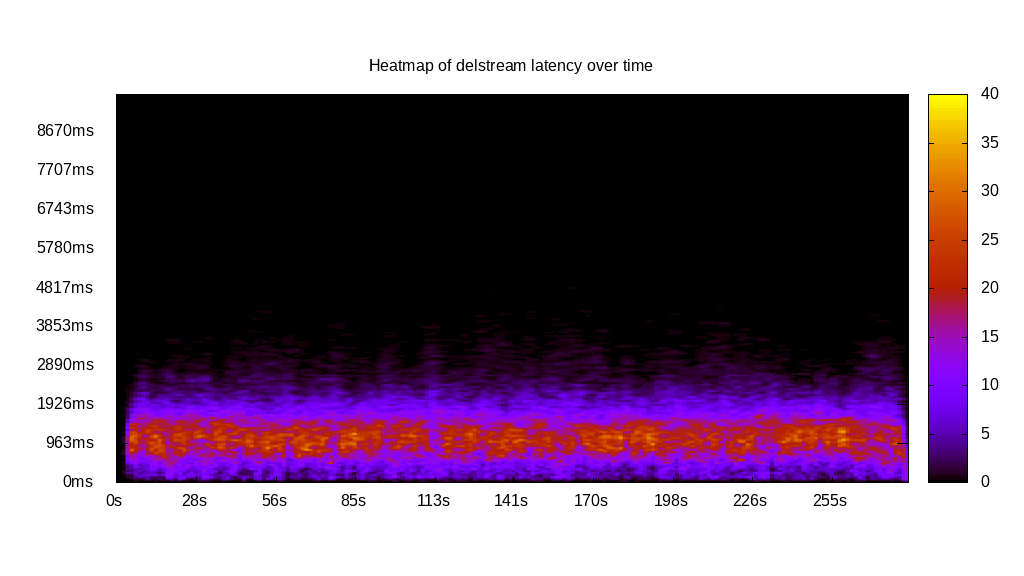 Heatmap of delstream latency over time
8670ms
7707ms
6743ms
5780ms
4817ms
3853ms
2890ms
1926ms
963ms
0ms
0s 28s 56s 85s 113s 141s 170s 198s 226s 255s
40
35
30
25
20
15
10
5
0